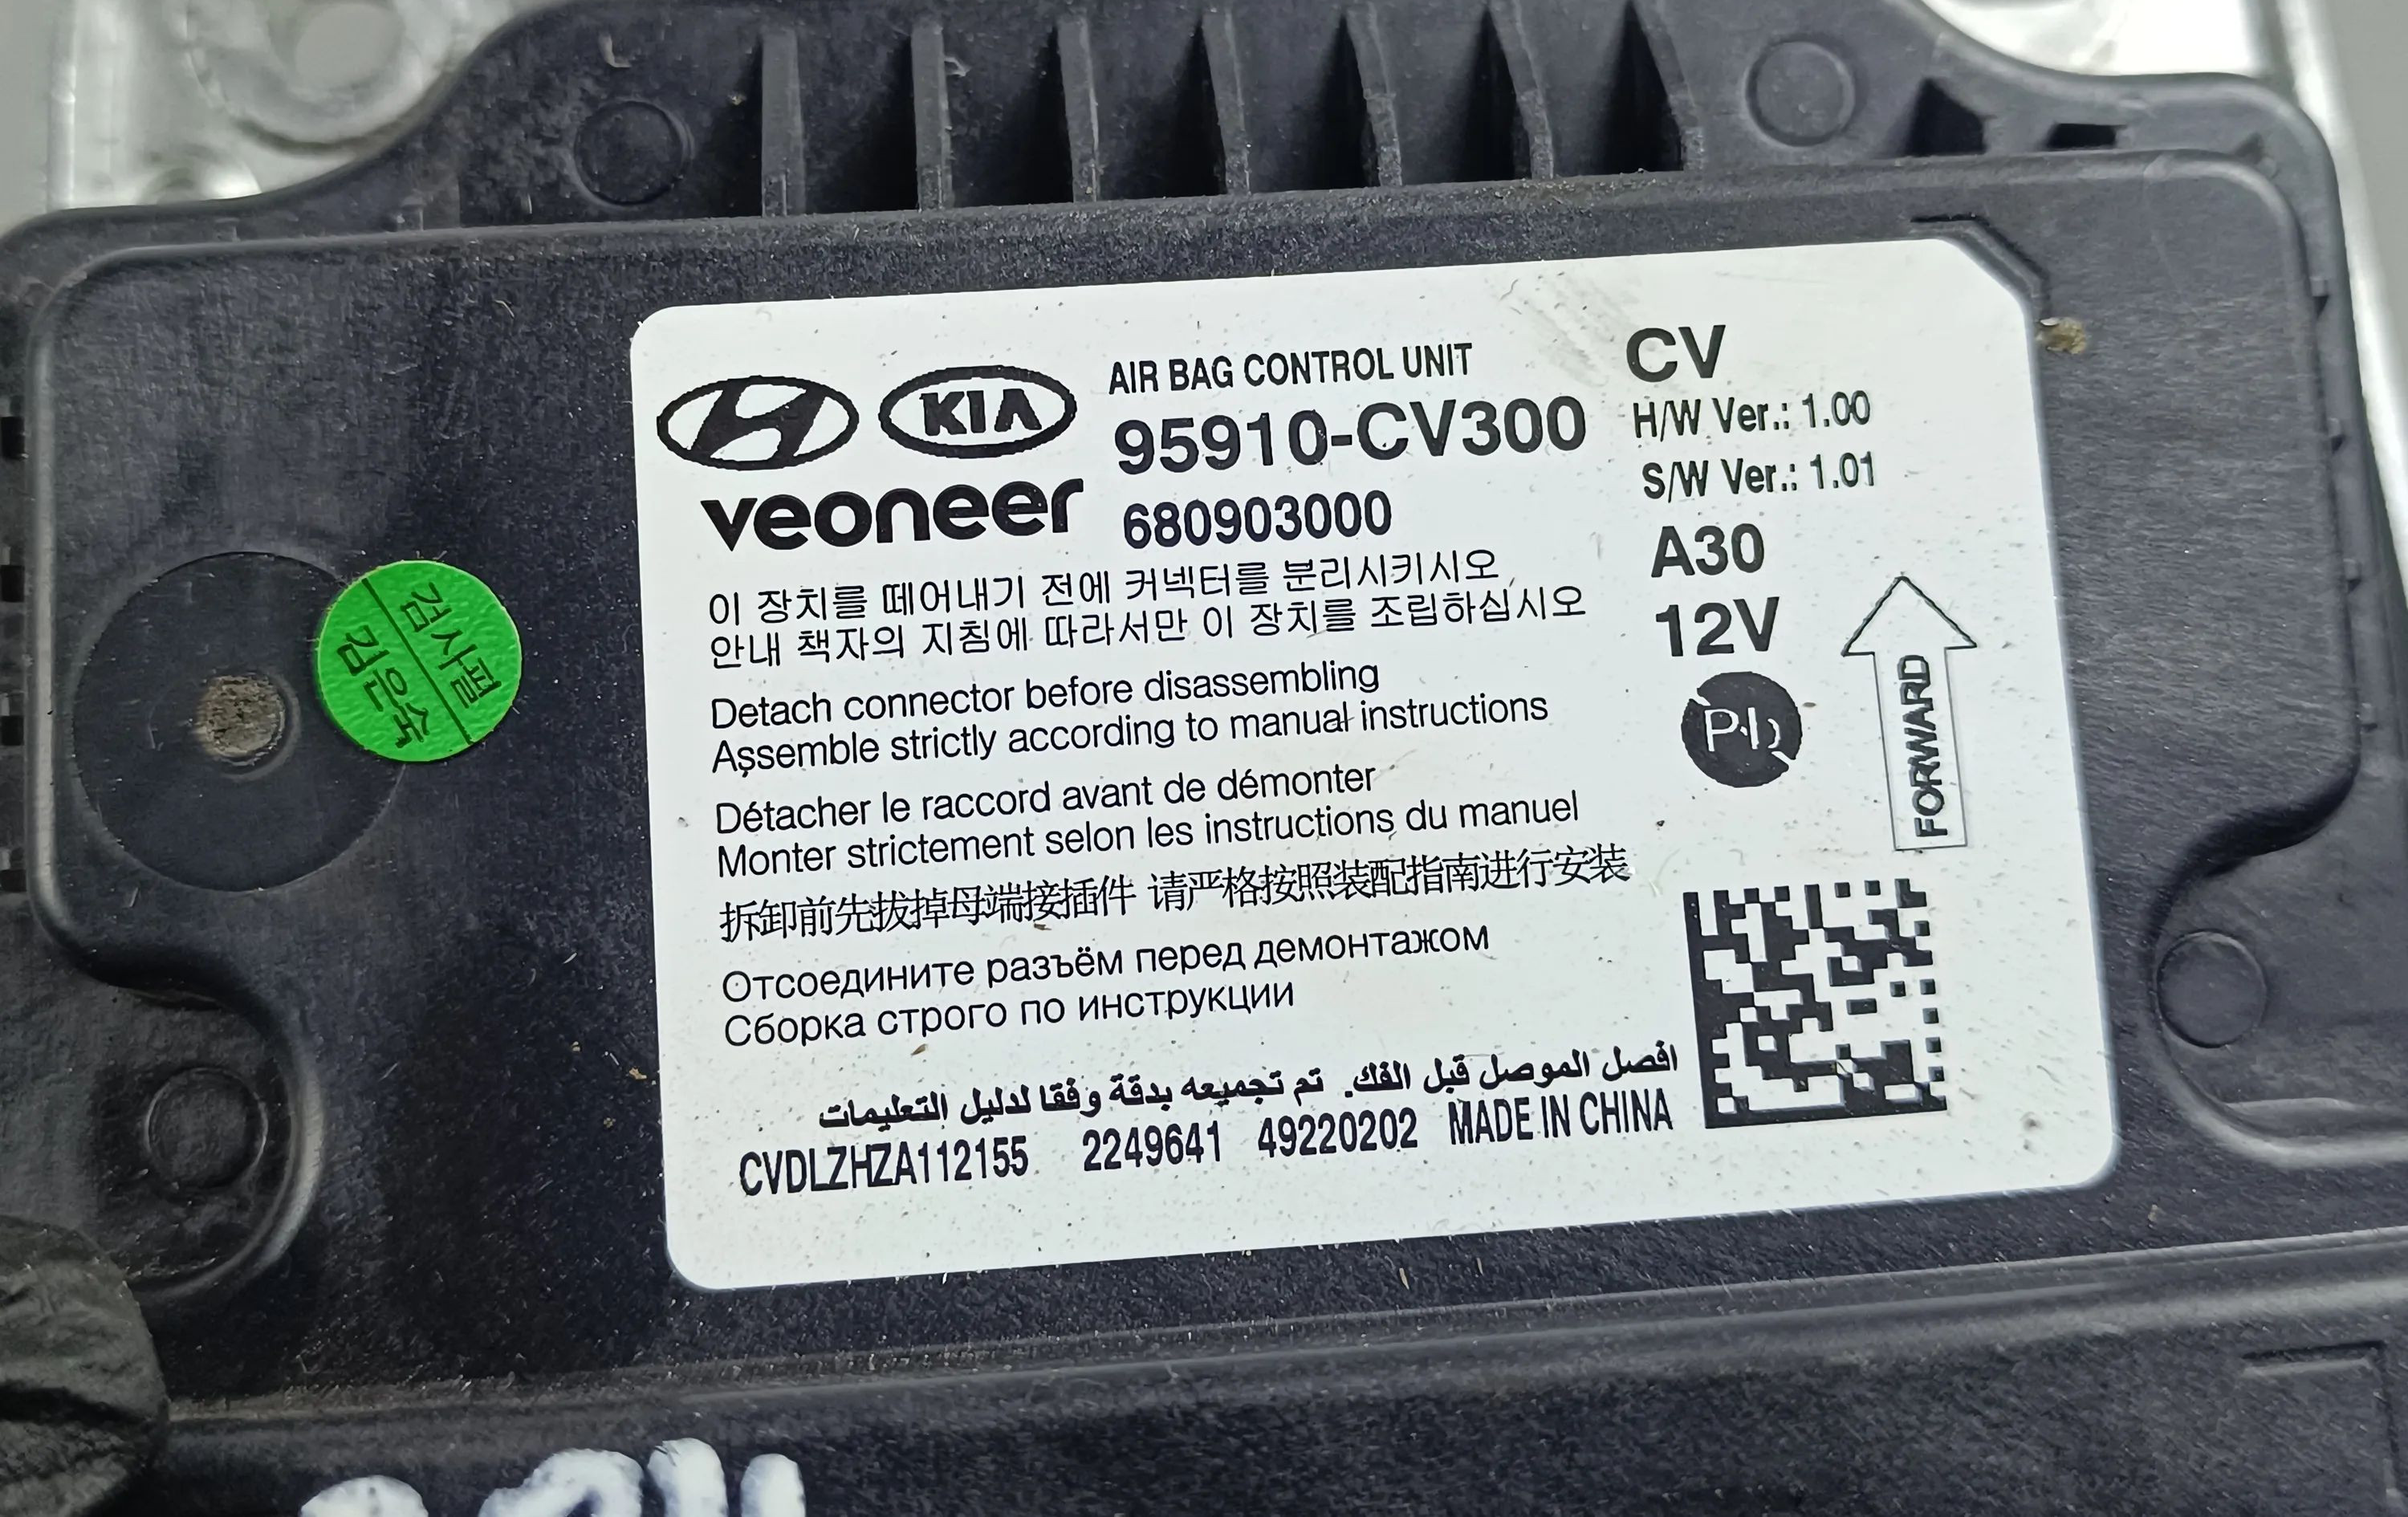 KIA
AIR BAG CONTROL UNIT
95910-CV300
veoneer
680903000
CV
H/W Ver.: 1.00
S/W Ver.: 1.01
A30
12V
Pb
FORWARD
이 장치를 떼어내기 전에 커넥터를 분리시키시오
안내 책자의 지침에 따라서만 이 장치를 조립하십시오
Detach connector before disassembling
Assemble strictly according to manual instructions
Détacher le raccord avant de démonter
Monter strictement selon les instructions du manuel
拆卸前先拔掉母端接插件 请严格按照装配指南进行安装
Отсоедините разъём перед демонтажом
Сборка строго по инструкции
افصل الموصل قبل الفك. تم تجميعه بدقة وفقا لدليل التعليمات
CVDLZHZA112155 2249641 49220202 MADE IN CHINA
검사필
김은숙